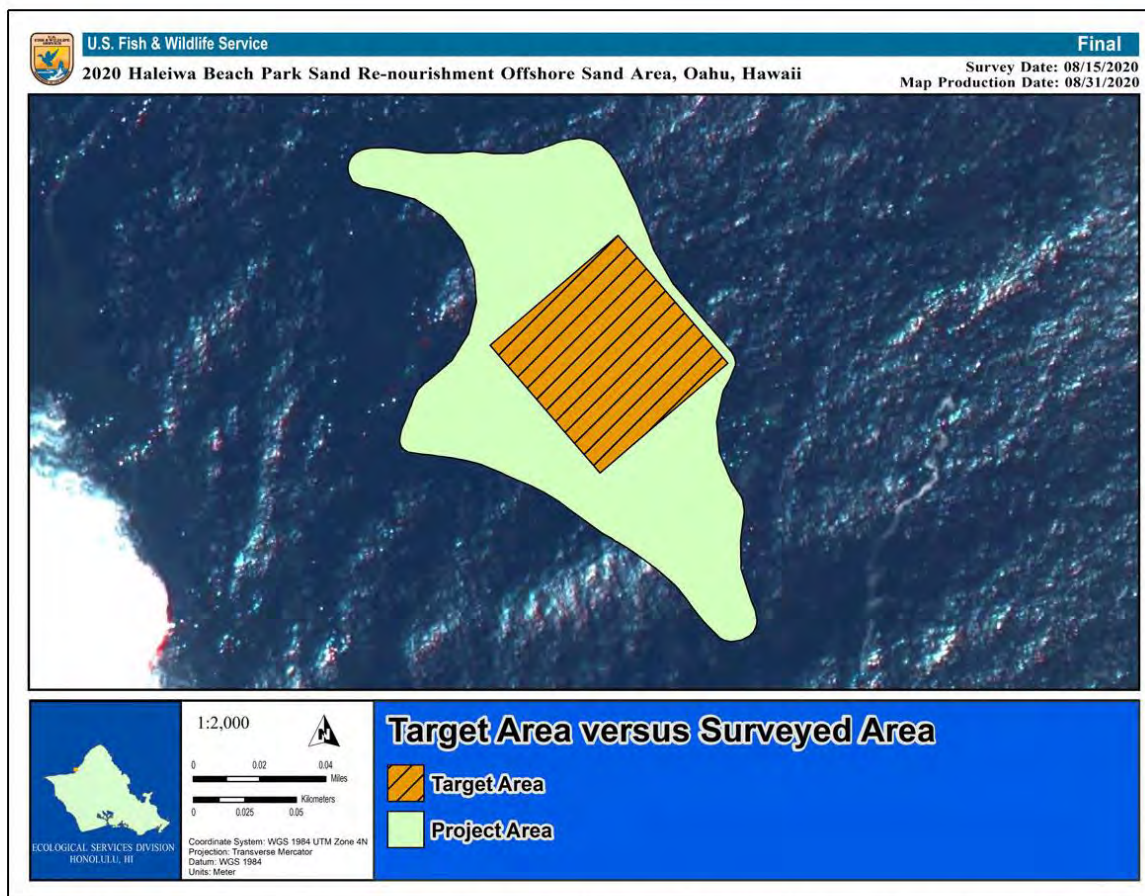 U.S. Fish & Wildlife Service
Final
2020 Haleiwa Beach Park Sand Re-nourishment Offshore Sand Area, Oahu, Hawaii
Survey Date: 08/15/2020
Map Production Date: 08/31/2020
ECOLOGICAL SERVICES DIVISION
HONOLULU, HI
1:2,000
N
0 0.02 0.04
Miles
Kilometers
0 0.025 0.05
Coordinate System: WGS 1984 UTM Zone 4N
Projection: Transverse Mercator
Datum: WGS 1984
Units: Meter
Target Area versus Surveyed Area
Target Area
Project Area